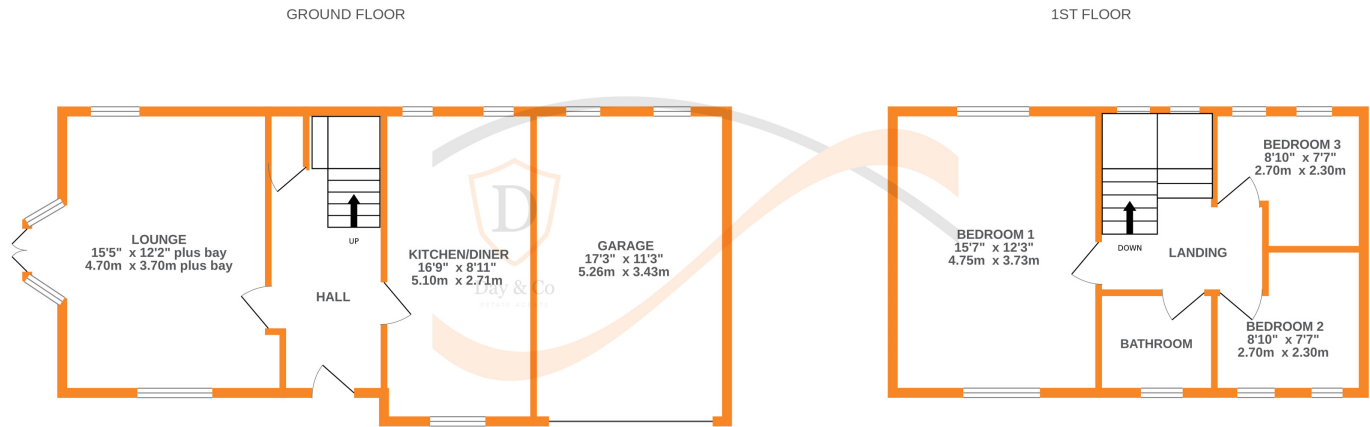 GROUND FLOOR
1ST FLOOR
LOUNGE
15'5" x 12'2" plus bay
4.70m x 3.70m plus bay
HALL
UP
KITCHEN/DINER
16'9" x 8'11"
5.10m x 2.71m
D
Day & Co
ESTATE AGENTS
GARAGE
17'3" x 11'3"
5.26m x 3.43m
BEDROOM 1
15'7" x 12'3"
4.75m x 3.73m
DOWN
LANDING
BATHROOM
BEDROOM 3
8'10" x 7'7"
2.70m x 2.30m
BEDROOM 2
8'10" x 7'7"
2.70m x 2.30m